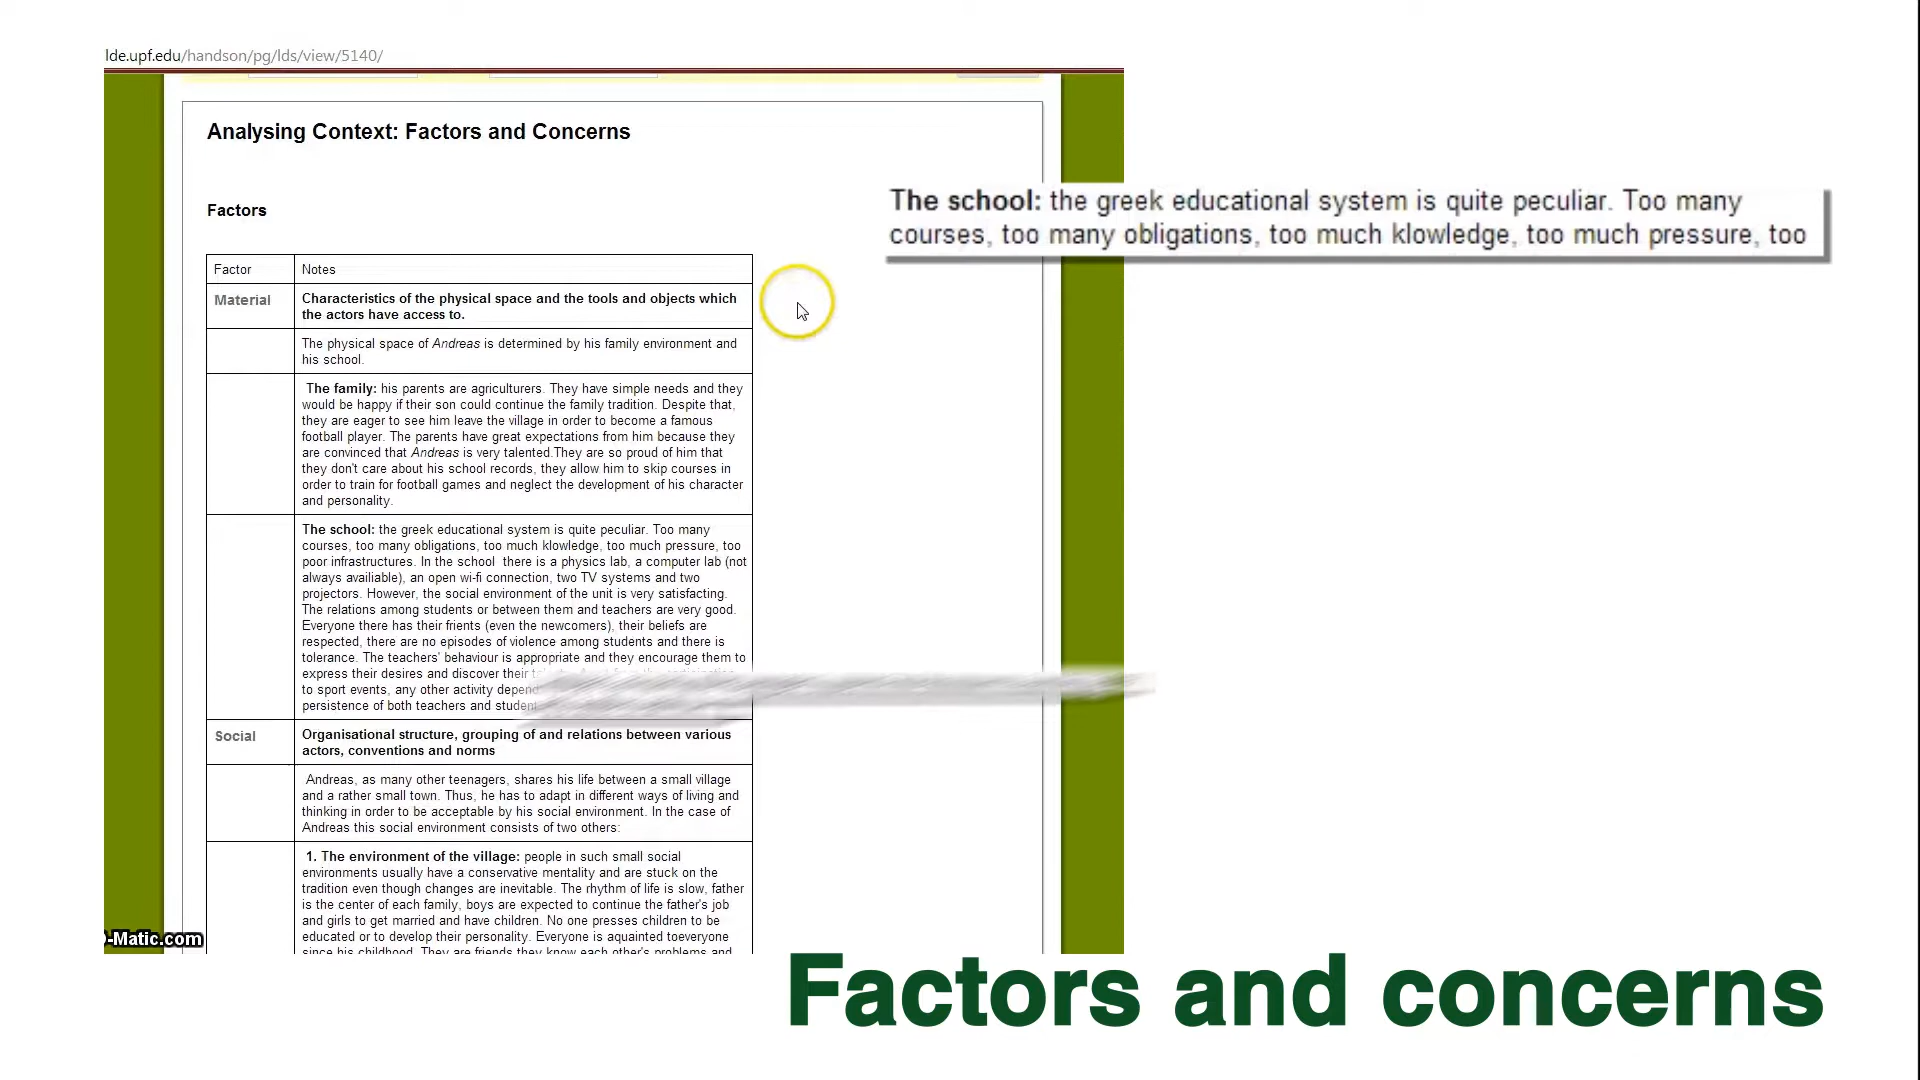 lde.upf.edu/handson/pg/lds/view/5140/
Analysing Context: Factors and Concerns
Factors
Factor Notes
Material Characteristics of the physical space and the tools and objects which
the actors have access to.
The physical space of Andreas is determined by his family environment and
his school.
The family: his parents are agriculturers. They have simple needs and they
would be happy if their son could continue the family tradition. Despite that,
they are eager to see him leave the village in order to become a famous
football player. The parents have great expectations from him because they
are convinced that Andreas is very talented.They are so proud of him that
they don't care about his school records, they allow him to skip courses in
order to train for football games and neglect the development of his character
and personality.
The school: the greek educational system is quite peculiar. Too many
courses, too many obligations, too much klowledge, too much pressure, too
poor infrastructures. In the school there is a physics lab, a computer lab (not
always availiable), an open wi-fi connection, two TV systems and two
projectors. However, the social environment of the unit is very satisfacting.
The relations among students or between them and teachers are very good.
Everyone there has their frients (even the newcomers), their beliefs are
respected, there are no episodes of violence among students and there is
tolerance. The teachers' behaviour is appropriate and they encourage them to
express their desires and discover their
to sport events, any other activity depend
persistence of both teachers and student
Social Organisational structure, grouping of and relations between various
actors, conventions and norms
Andreas, as many other teenagers, shares his life between a small village
and a rather small town. Thus, he has to adapt in different ways of living and
thinking in order to be acceptable by his social environment. In the case of
Andreas this social environment consists of two others:
1. The environment of the village: people in such small social
environments usually have a conservative mentality and are stuck on the
tradition even though changes are inevitable. The rhythm of life is slow, father
is the center of each family, boys are expected to continue the father's job
and girls to get married and have children. No one presses children to be
educated or to develop their personality. Everyone is aquainted toeveryone
since his childhood. They are friends they know each other's problems and
The school: the greek educational system is quite peculiar. Too many
courses, too many obligations, too much klowledge, too much pressure, too
-Matic.com
Factors and concerns